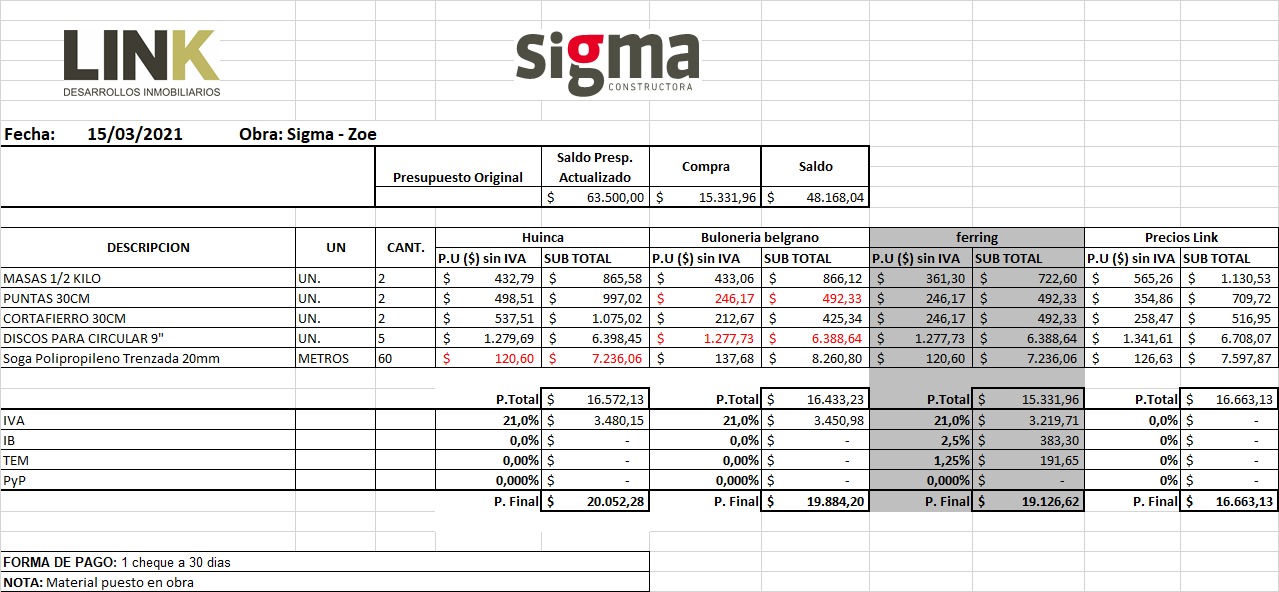 LINK
DESARROLLOS INMOBILIARIOS
sigma
CONSTRUCTORA
Fecha: 15/03/2021 Obra: Sigma - Zoe
Presupuesto Original Saldo Presp. Actualizado Compra Saldo
$ 63.500,00 $ 15.331,96 $ 48.168,04
DESCRIPCION UN CANT. Huinca Buloneria belgrano ferring Precios Link
P.U ($) sin IVA SUB TOTAL P.U ($) sin IVA SUB TOTAL P.U ($) sin IVA SUB TOTAL P.U ($) sin IVA SUB TOTAL
MASAS 1/2 KILO UN. 2 $ 432,79 $ 865,58 $ 433,06 $ 866,12 $ 361,30 $ 722,60 $ 565,26 $ 1.130,53
PUNTAS 30CM UN. 2 $ 498,51 $ 997,02 $ 246,17 $ 492,33 $ 246,17 $ 492,33 $ 354,86 $ 709,72
CORTAFIERRO 30CM UN. 2 $ 537,51 $ 1.075,02 $ 212,67 $ 425,34 $ 246,17 $ 492,33 $ 258,47 $ 516,95
DISCOS PARA CIRCULAR 9" UN. 5 $ 1.279,69 $ 6.398,45 $ 1.277,73 $ 6.388,64 $ 1.277,73 $ 6.388,64 $ 1.341,61 $ 6.708,07
Soga Polipropileno Trenzada 20mm METROS 60 $ 120,60 $ 7.236,06 $ 137,68 $ 8.260,80 $ 120,60 $ 7.236,06 $ 126,63 $ 7.597,87
P.Total $ 16.572,13 P.Total $ 16.433,23 P.Total $ 15.331,96 P.Total $ 16.663,13
IVA 21,0% $ 3.480,15 21,0% $ 3.450,98 21,0% $ 3.219,71 0,0% $ -
IB 0,0% $ - 0,0% $ - 2,5% $ 383,30 0% $ -
TEM 0,00% $ - 0,00% $ - 1,25% $ 191,65 0% $ -
PyP 0,000% $ - 0,000% $ - 0,000% $ - 0% $ -
P. Final $ 20.052,28 P. Final $ 19.884,20 P. Final $ 19.126,62 P. Final $ 16.663,13
FORMA DE PAGO: 1 cheque a 30 dias
NOTA: Material puesto en obra